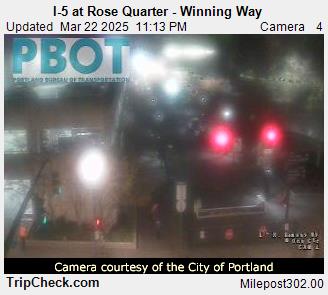 I-5 at Rose Quarter - Winning Way
Updated Mar 22 2025 11:13 PM Camera 4
PBOT
PORTLAND BUREAU OF TRANSPORTATION
Camera courtesy of the City of Portland
TripCheck.com Milepost302.00